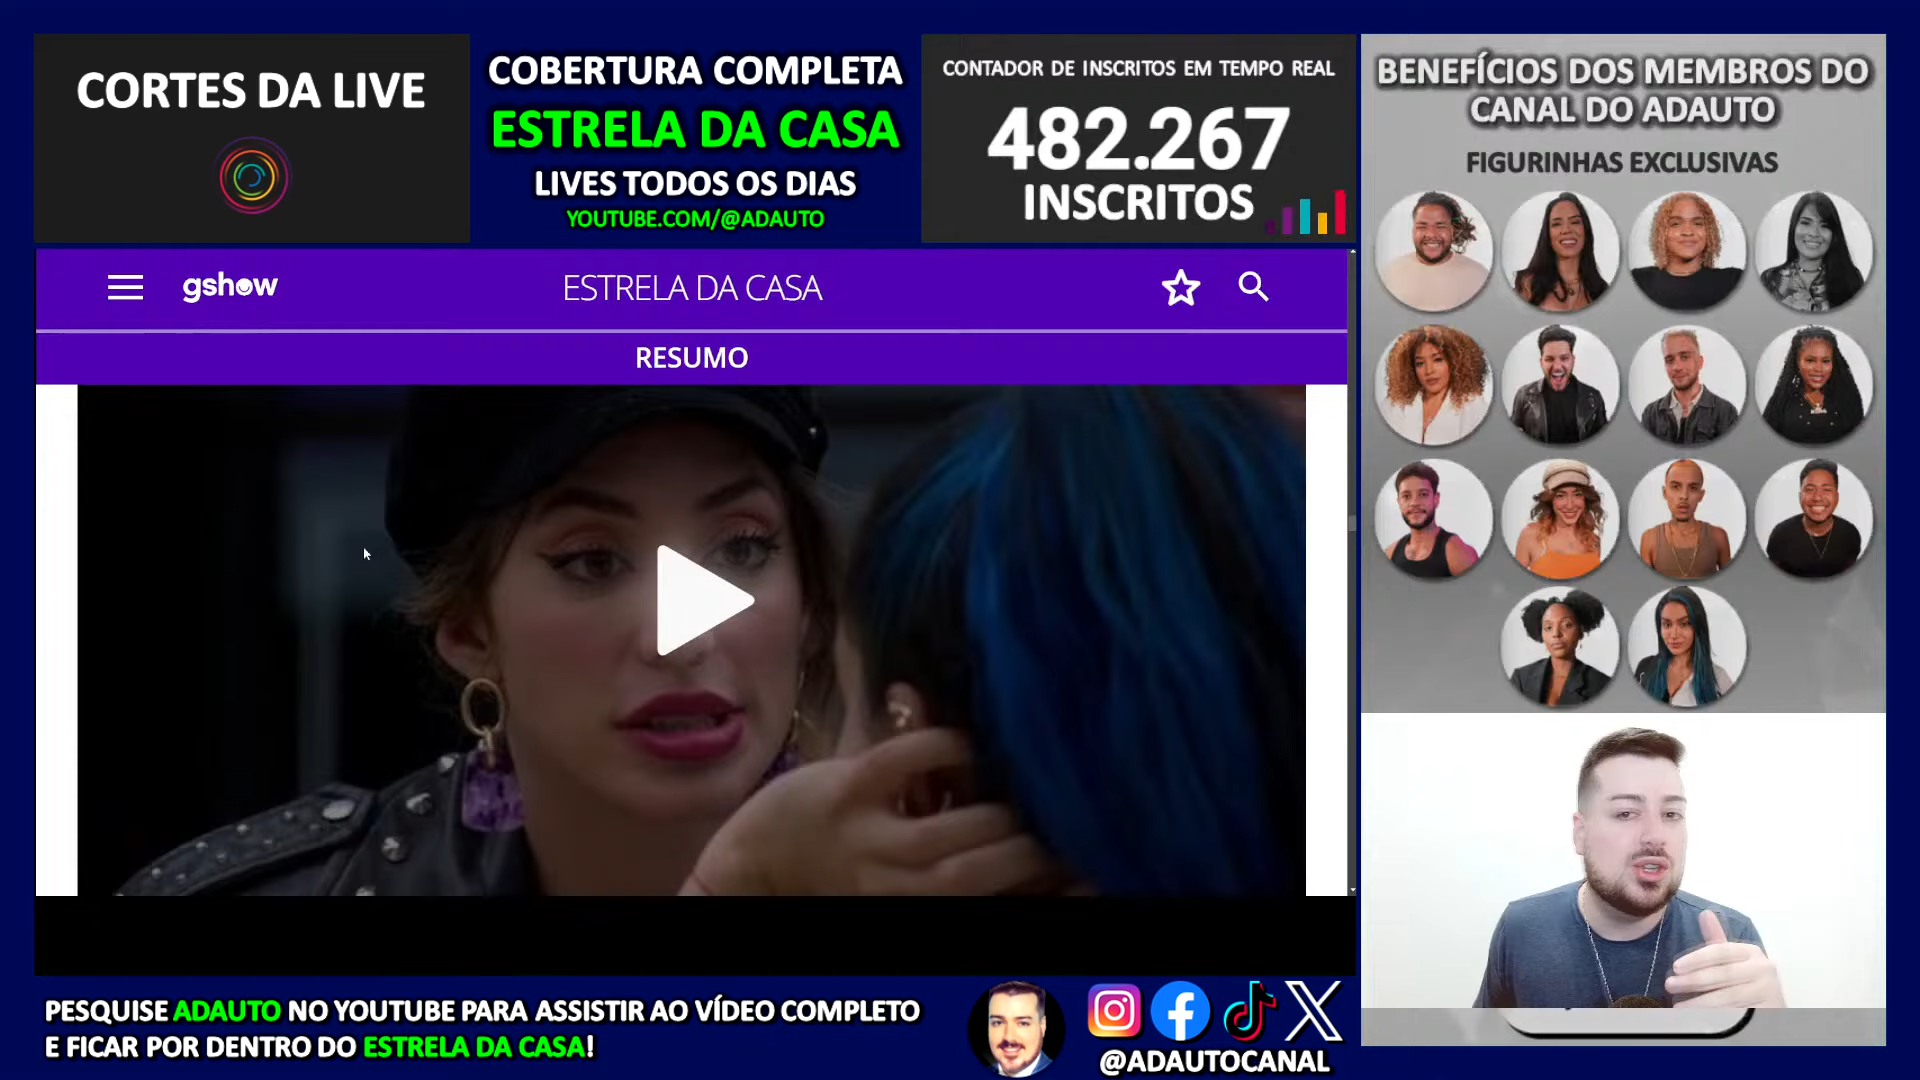 CORTES DA LIVE
COBERTURA COMPLETA
ESTRELA DA CASA
LIVES TODOS OS DIAS
YOUTUBE.COM/@ADAUTO
CONTADOR DE INSCRITOS EM TEMPO REAL
482.267
INSCRITOS
BENEFÍCIOS DOS MEMBROS DO
CANAL DO ADAUTO
FIGURINHAS EXCLUSIVAS
gshow
ESTRELA DA CASA
RESUMO
PESQUISE ADAUTO NO YOUTUBE PARA ASSISTIR AO VÍDEO COMPLETO
E FICAR POR DENTRO DO ESTRELA DA CASA!
@ADAUTOCANAL